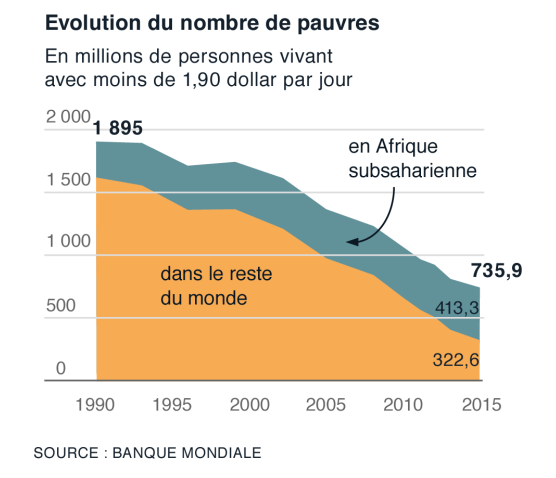 Evolution du nombre de pauvres
En millions de personnes vivant
avec moins de 1,90 dollar par jour
2 000
1 895
en Afrique
subsaharienne
1 500
1 000
dans le reste
du monde
735,9
500
413,3
322,6
0
1990 1995 2000 2005 2010 2015
SOURCE : BANQUE MONDIALE